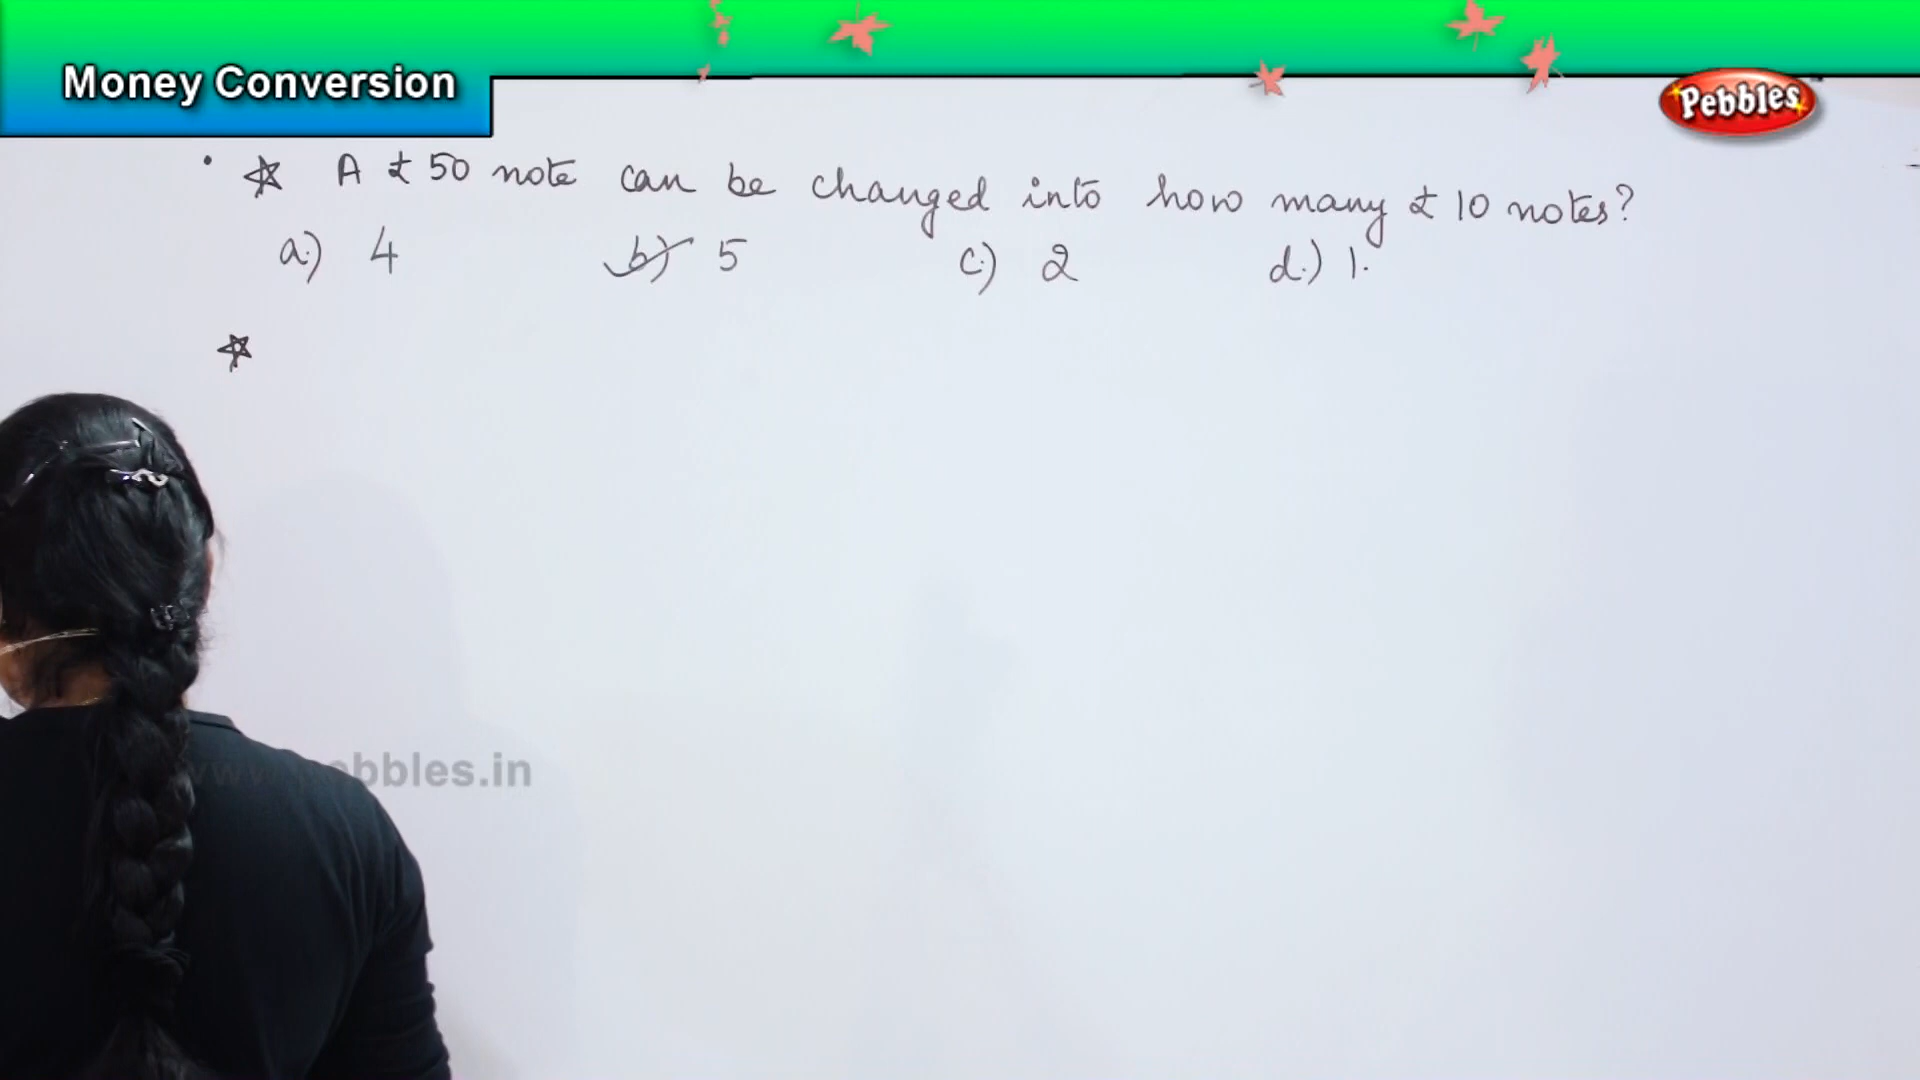 Money Conversion
Pebbles
A ₹ 50 note can be changed into how many ₹ 10 notes?
a.) 4 b.) 5 c.) 2 d.) 1.